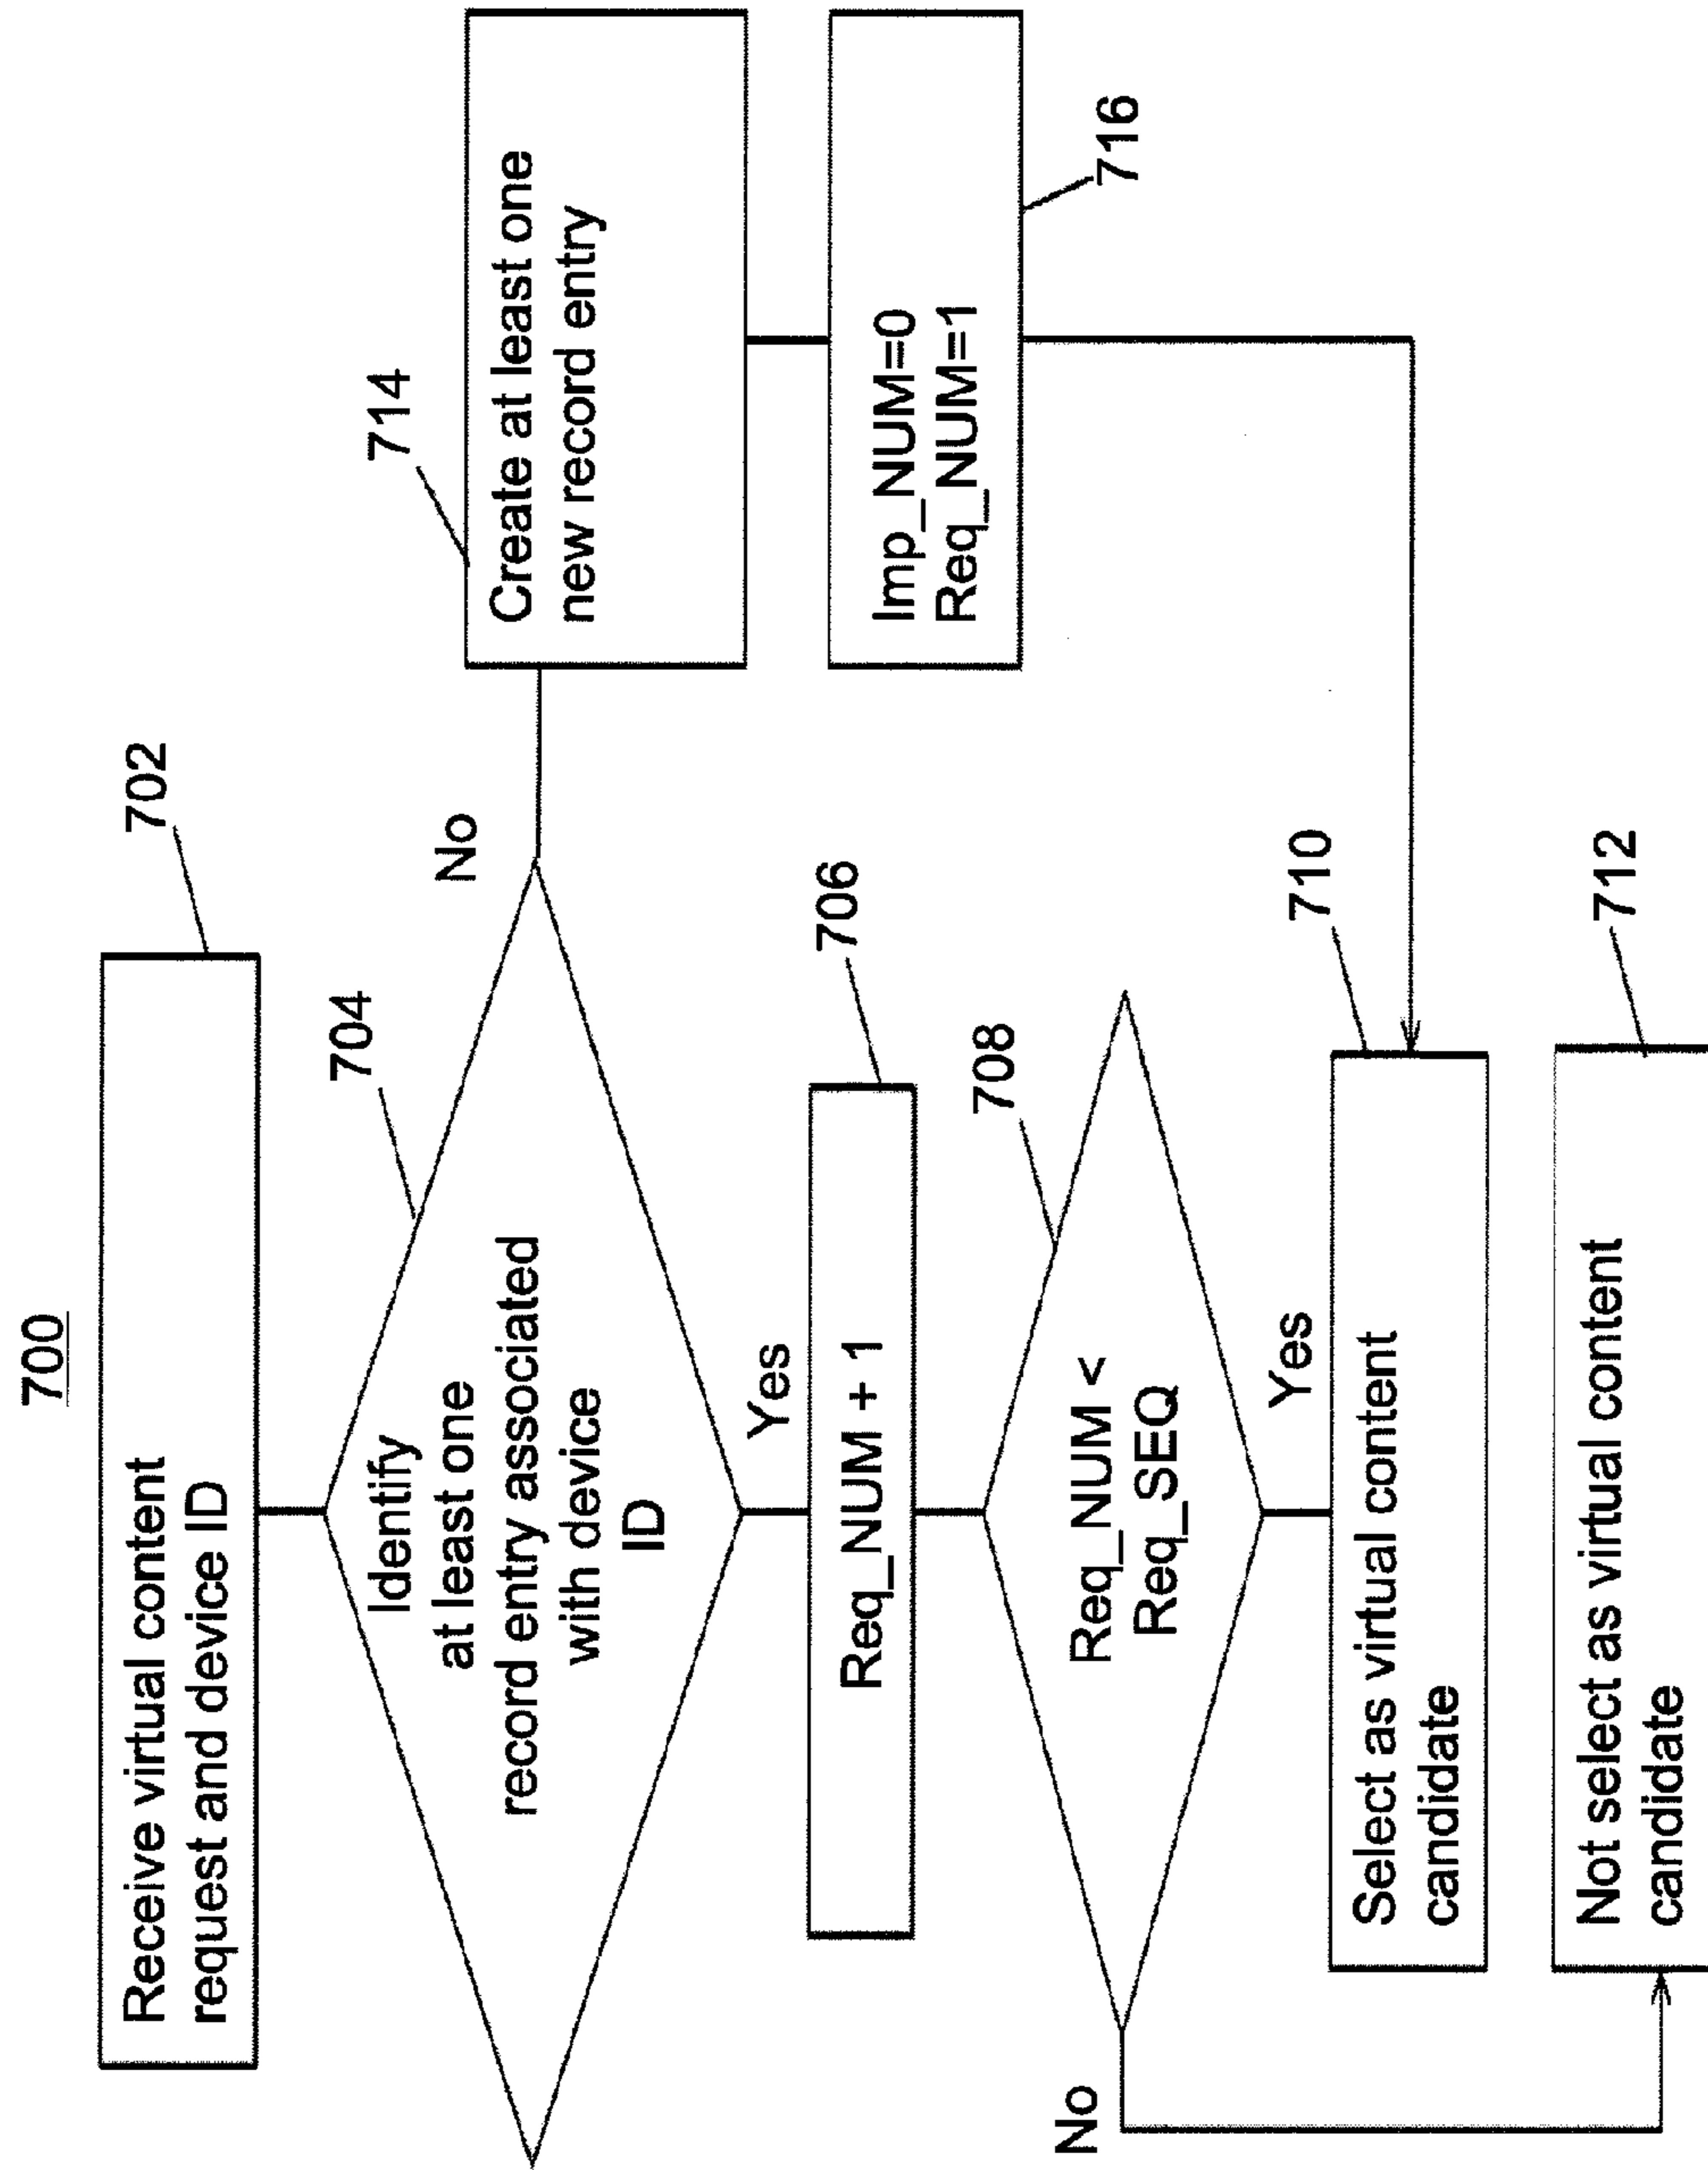 700
Receive virtual content
request and device ID
702
Identify
at least one
record entry associated
with device
ID
704
No
Create at least one
new record entry
714
Imp_NUM=0
Req_NUM=1
716
Yes
Req_NUM + 1
706
Req_NUM <
Req_SEQ
708
Yes
Select as virtual content
candidate
710
No
Not select as virtual content
candidate
712